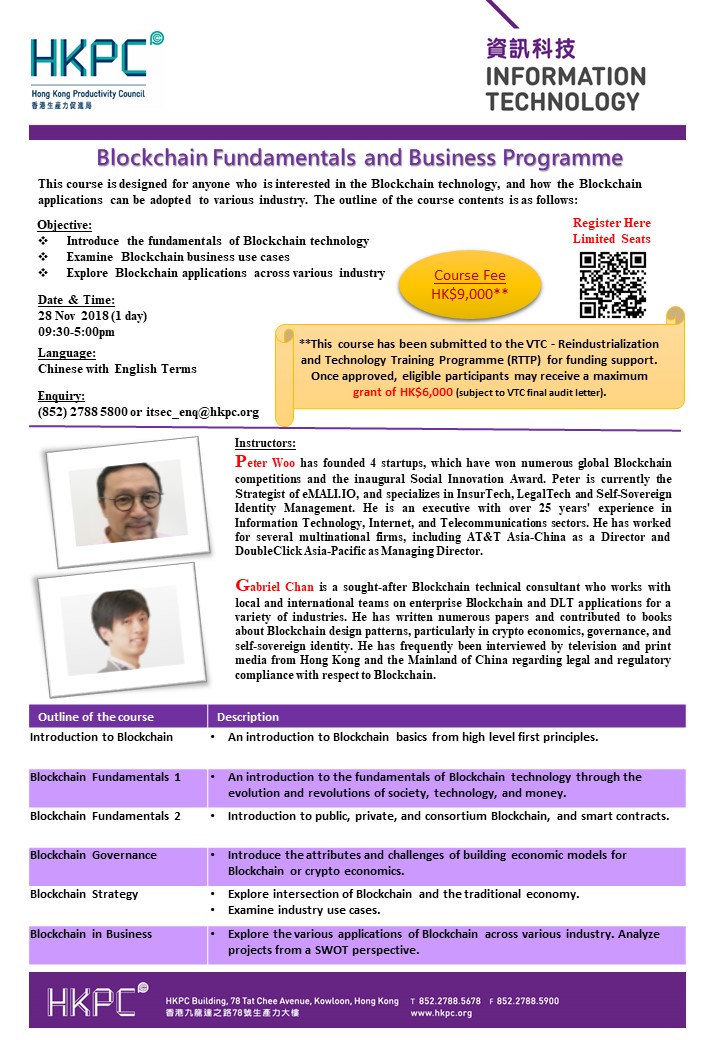 HKPC
Hong Kong Productivity Council
香港生產力促進局
資訊科技
INFORMATION
TECHNOLOGY
Blockchain Fundamentals and Business Programme
This course is designed for anyone who is interested in the Blockchain technology, and how the Blockchain
applications can be adopted to various industry. The outline of the course contents is as follows:
Objective:
❖ Introduce the fundamentals of Blockchain technology
❖ Examine Blockchain business use cases
❖ Explore Blockchain applications across various industry
Register Here
Limited Seats
Course Fee
HK$9,000**
Date & Time:
28 Nov 2018 (1 day)
09:30-5:00pm
Language:
Chinese with English Terms
Enquiry:
(852) 2788 5800 or itsec_enq@hkpc.org
**This course has been submitted to the VTC - Reindustrialization
and Technology Training Programme (RTTP) for funding support.
Once approved, eligible participants may receive a maximum
grant of HK$6,000 (subject to VTC final audit letter).
Instructors:
Peter Woo has founded 4 startups, which have won numerous global Blockchain
competitions and the inaugural Social Innovation Award. Peter is currently the
Strategist of eMALI.IO, and specializes in InsurTech, LegalTech and Self-Sovereign
Identity Management. He is an executive with over 25 years' experience in
Information Technology, Internet, and Telecommunications sectors. He has worked
for several multinational firms, including AT&T Asia-China as a Director and
DoubleClick Asia-Pacific as Managing Director.
Gabriel Chan is a sought-after Blockchain technical consultant who works with
local and international teams on enterprise Blockchain and DLT applications for a
variety of industries. He has written numerous papers and contributed to books
about Blockchain design patterns, particularly in crypto economics, governance, and
self-sovereign identity. He has frequently been interviewed by television and print
media from Hong Kong and the Mainland of China regarding legal and regulatory
compliance with respect to Blockchain.
Outline of the course Description
Introduction to Blockchain • An introduction to Blockchain basics from high level first principles.
Blockchain Fundamentals 1 • An introduction to the fundamentals of Blockchain technology through the
evolution and revolutions of society, technology, and money.
Blockchain Fundamentals 2 • Introduction to public, private, and consortium Blockchain, and smart contracts.
Blockchain Governance • Introduce the attributes and challenges of building economic models for
Blockchain or crypto economics.
Blockchain Strategy • Explore intersection of Blockchain and the traditional economy.
• Examine industry use cases.
Blockchain in Business • Explore the various applications of Blockchain across various industry. Analyze
projects from a SWOT perspective.
HKPC
HKPC Building, 78 Tat Chee Avenue, Kowloon, Hong Kong T 852.2788.5678 F 852.2788.5900
香港九龍達之路78號生產力大樓 www.hkpc.org